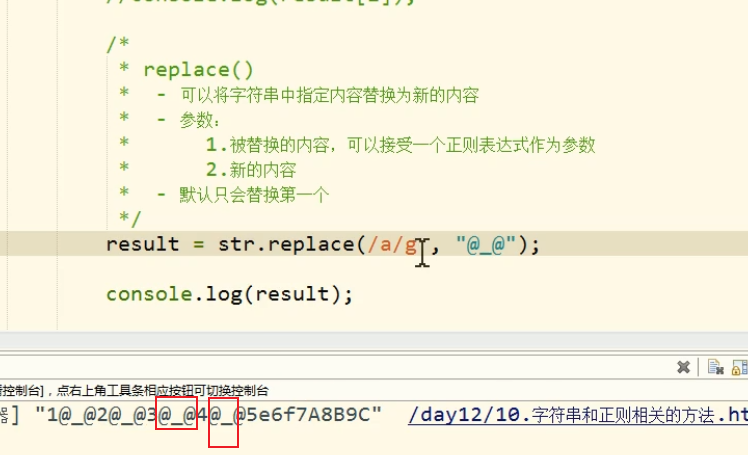 //console.log(result[i]);
/*
* replace()
* - 可以将字符串中指定内容替换为新的内容
* - 参数：
* 1.被替换的内容，可以接受一个正则表达式作为参数
* 2.新的内容
* - 默认只会替换第一个
*/
result = str.replace(/a/g , "@_@");
console.log(result);
控制台]，点右上角工具条相应按钮可切换控制台
器] "1@_@2@_@3@_@4@_@5e6f7A8B9C" /day12/10.字符串和正则相关的方法.ht